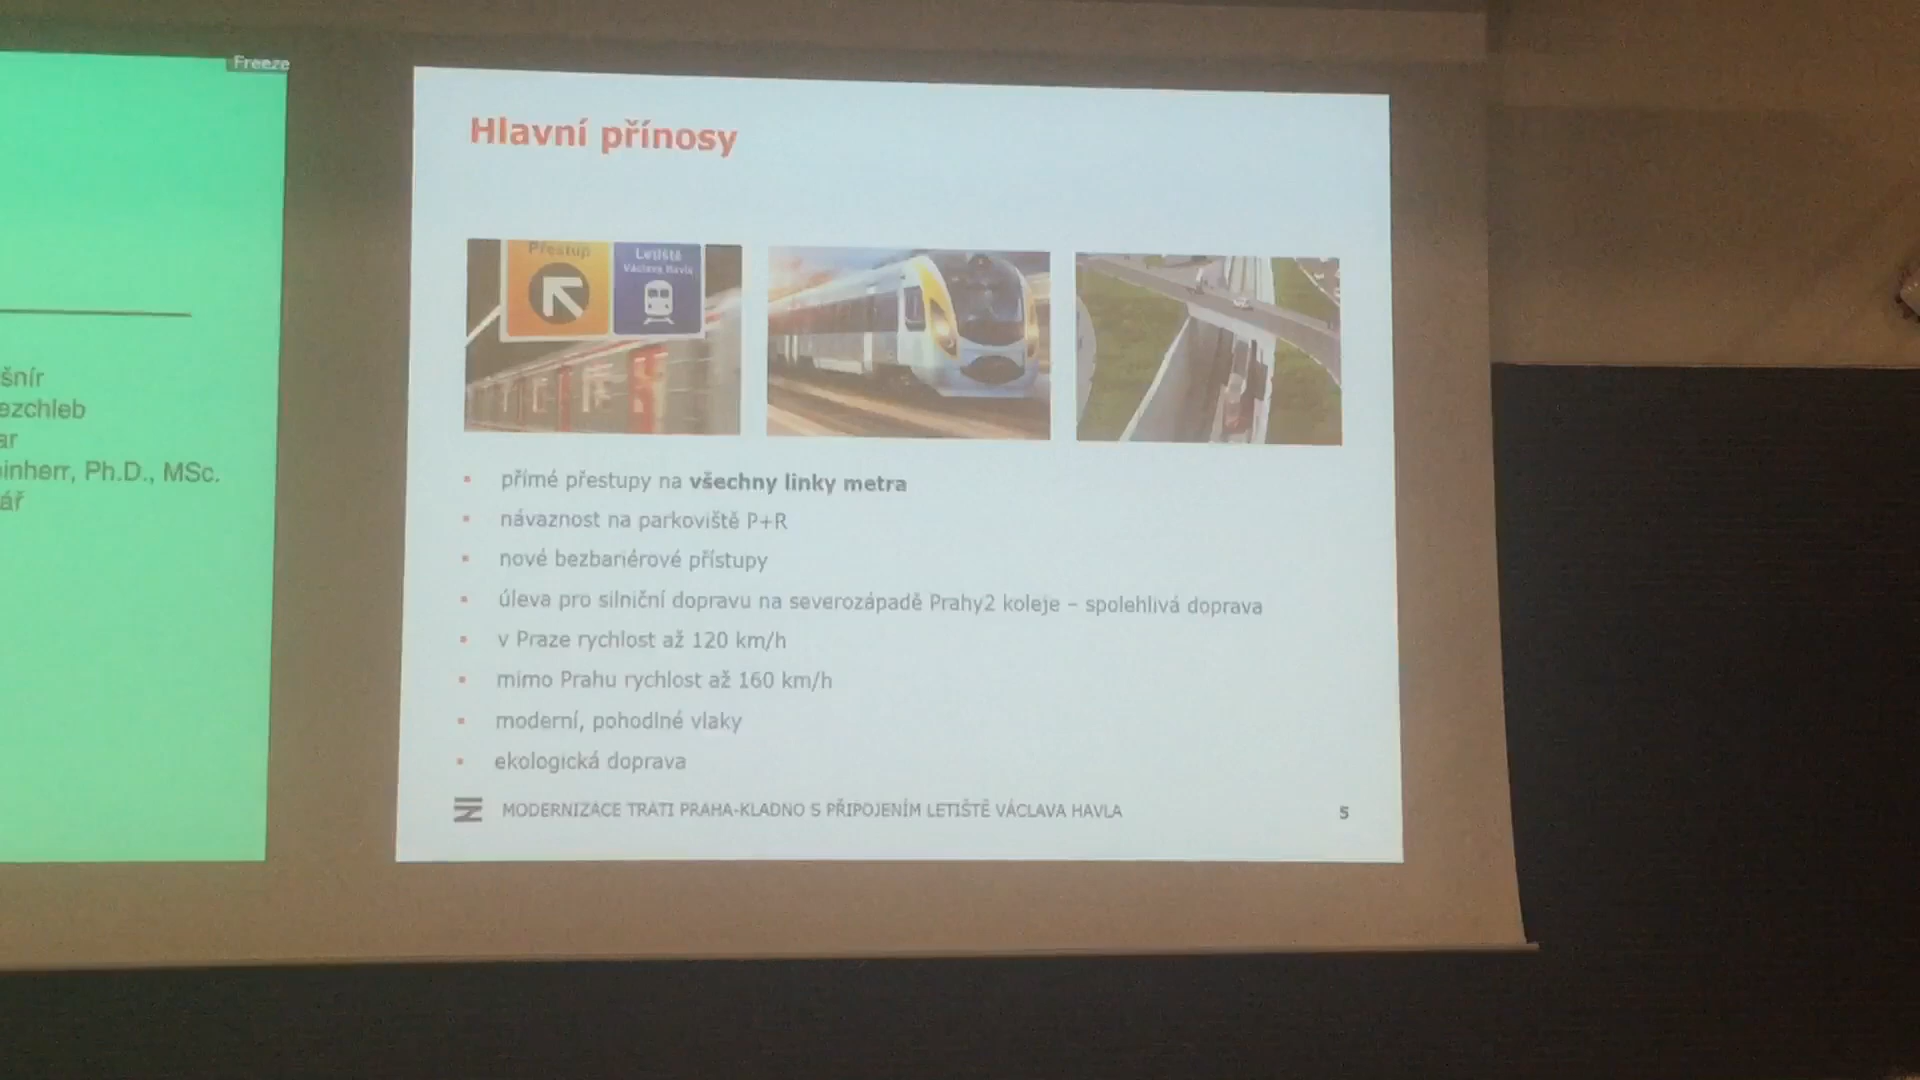 Freeze
šnír
ezchleb
ar
inherr, Ph.D., MSc.
ář
Hlavní přínosy
Přestup
Letiště
Václava Havla
přímé přestupy na všechny linky metra
návaznost na parkoviště P+R
nové bezbariérové přístupy
úleva pro silniční dopravu na severozápadě Prahy2 koleje – spolehlivá doprava
v Praze rychlost až 120 km/h
mimo Prahu rychlost až 160 km/h
moderní, pohodlné vlaky
ekologická doprava
MODERNIZACE TRATI PRAHA-KLADNO S PŘIPOJENÍM LETIŠTĚ VÁCLAVA HAVLA
5